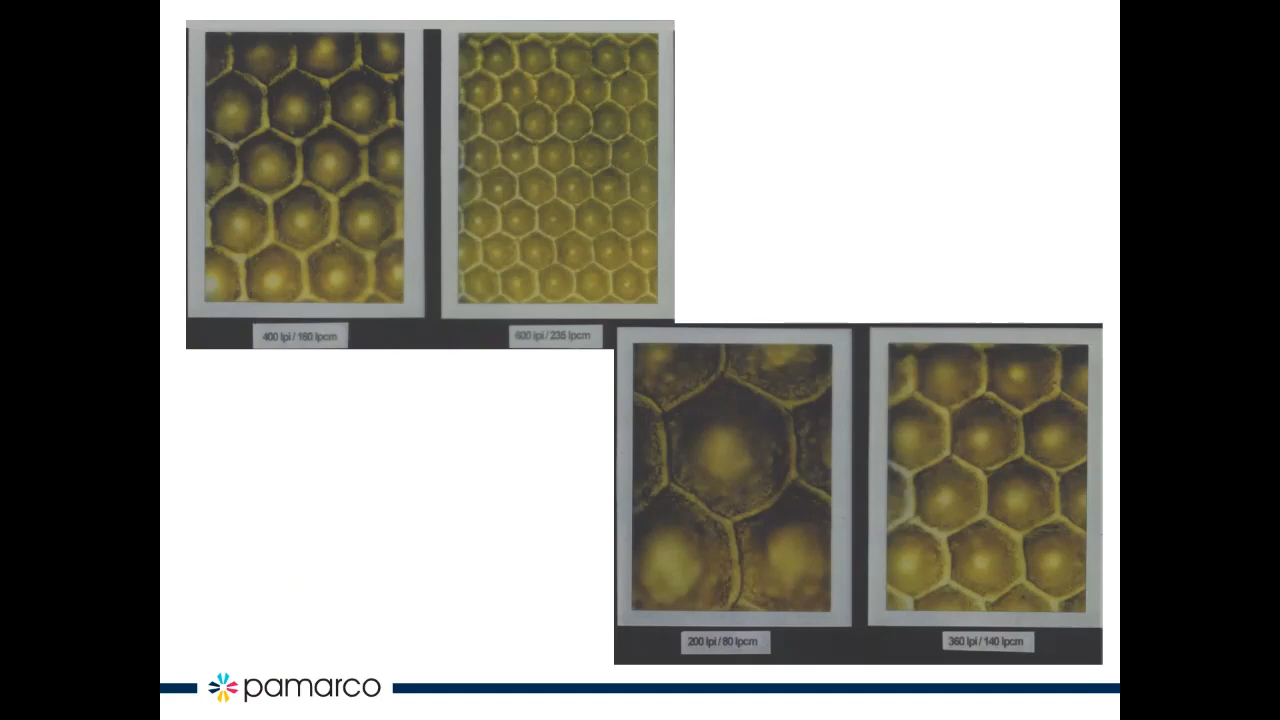 400 lpi / 160 lpcm
600 lpi / 235 lpcm
200 lpi / 80 lpcm
360 lpi / 140 lpcm
pamarco